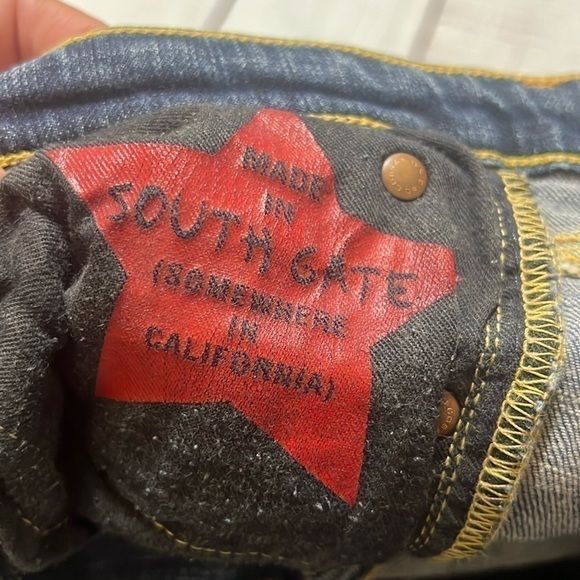 MADE
IN
SOUTH GATE
(SOMEWHERE
IN
CALIFORNIA)